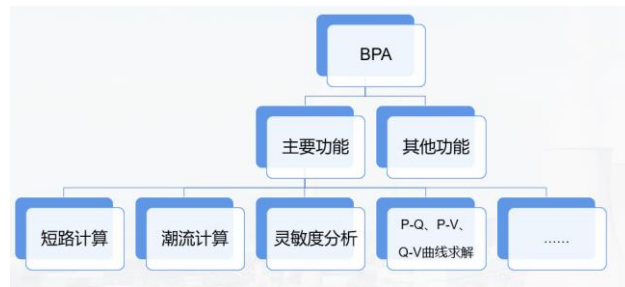 BPA
主要功能
其他功能
短路计算
潮流计算
灵敏度分析
P-Q、P-V、
Q-V曲线求解
......